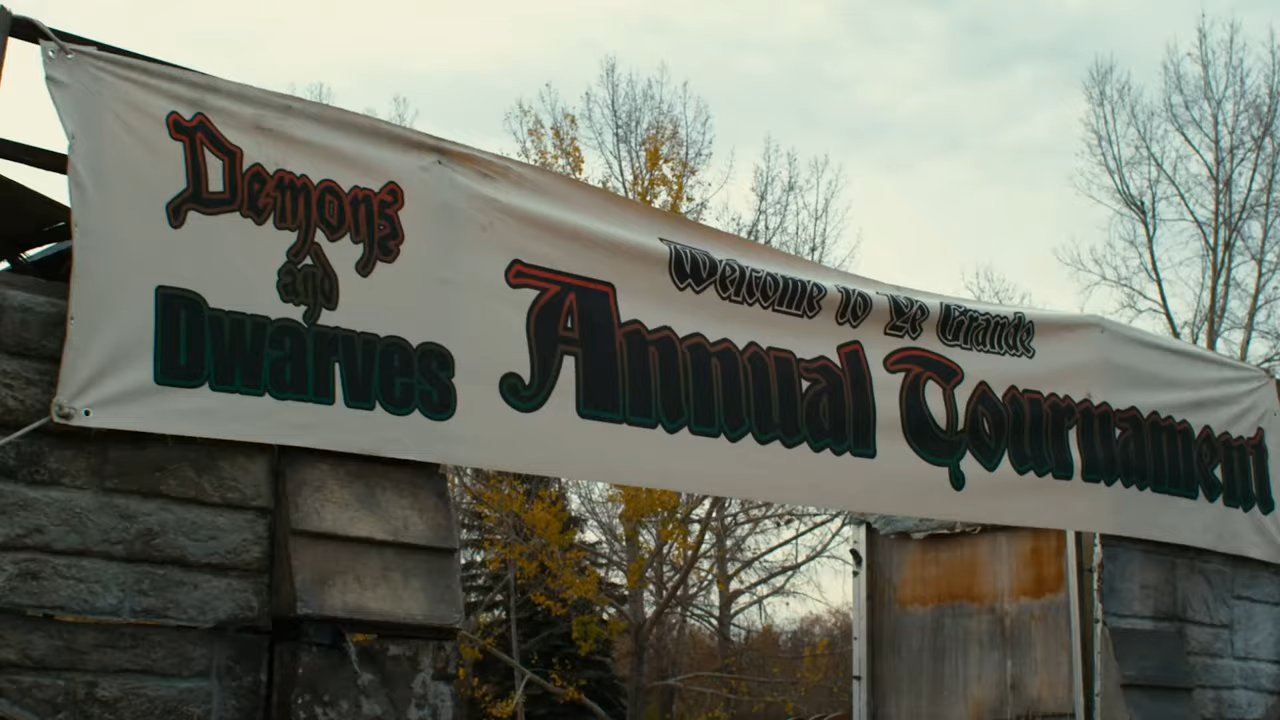 Demons
and
Dwarves
Welcome to Ye Grande
Annual Tournament